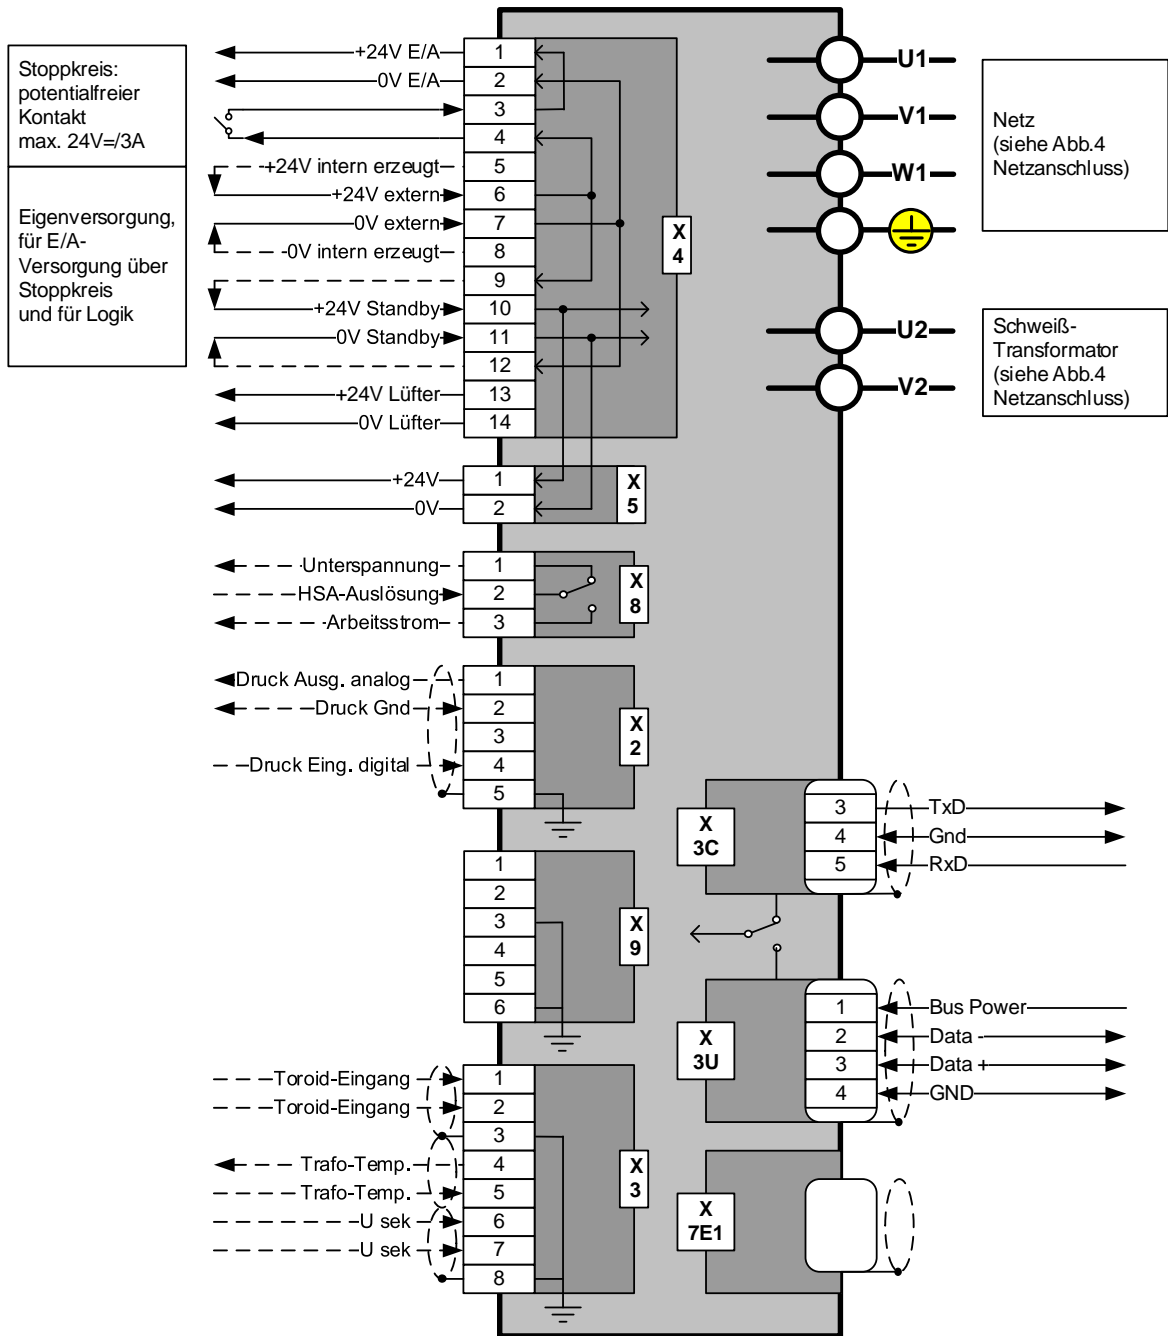 Stoppkreis:
potentialfreier
Kontakt
max. 24V=/3A
Eigenversorgung,
für E/A-
Versorgung über
Stoppkreis
und für Logik
+24V E/A 1
0V E/A 2
3
4
+24V intern erzeugt 5
+24V extern 6
0V extern 7
0V intern erzeugt 8
9
+24V Standby 10
0V Standby 11
12
+24V Lüfter 13
0V Lüfter 14
X
4
+24V 1
0V 2
X
5
Unterspannung 1
HSA-Auslösung 2
Arbeitsstrom 3
X
8
Druck Ausg. analog 1
Druck Gnd 2
3
Druck Eing. digital 4
5
X
2
1
2
3
4
5
6
X
9
Toroid-Eingang 1
Toroid-Eingang 2
3
Trafo-Temp. 4
Trafo-Temp. 5
U sek 6
U sek 7
8
X
3
U1
V1
W1
Netz
(siehe Abb.4
Netzanschluss)
U2
V2
Schweiß-
Transformator
(siehe Abb.4
Netzanschluss)
X
3C
3 TxD
4 Gnd
5 RxD
X
3U
1 Bus Power
2 Data -
3 Data +
4 GND
X
7E1